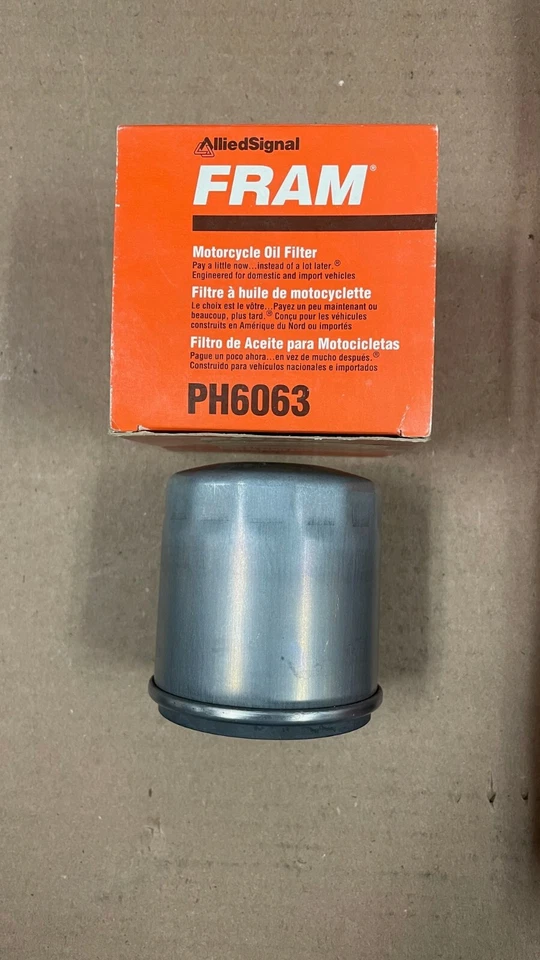 AlliedSignal
FRAM®
Motorcycle Oil Filter
Pay a little now...instead of a lot later.®
Engineered for domestic and import vehicles
Filtre à huile de motocyclette
Le choix est le vôtre...Payez un peu maintenant ou
beaucoup, plus tard.® Conçu pour les véhicules
construits en Amérique du Nord ou importés
Filtro de Aceite para Motocicletas
Pague un poco ahora...en vez de mucho después.®
Construido para vehículos nacionales e importados
PH6063